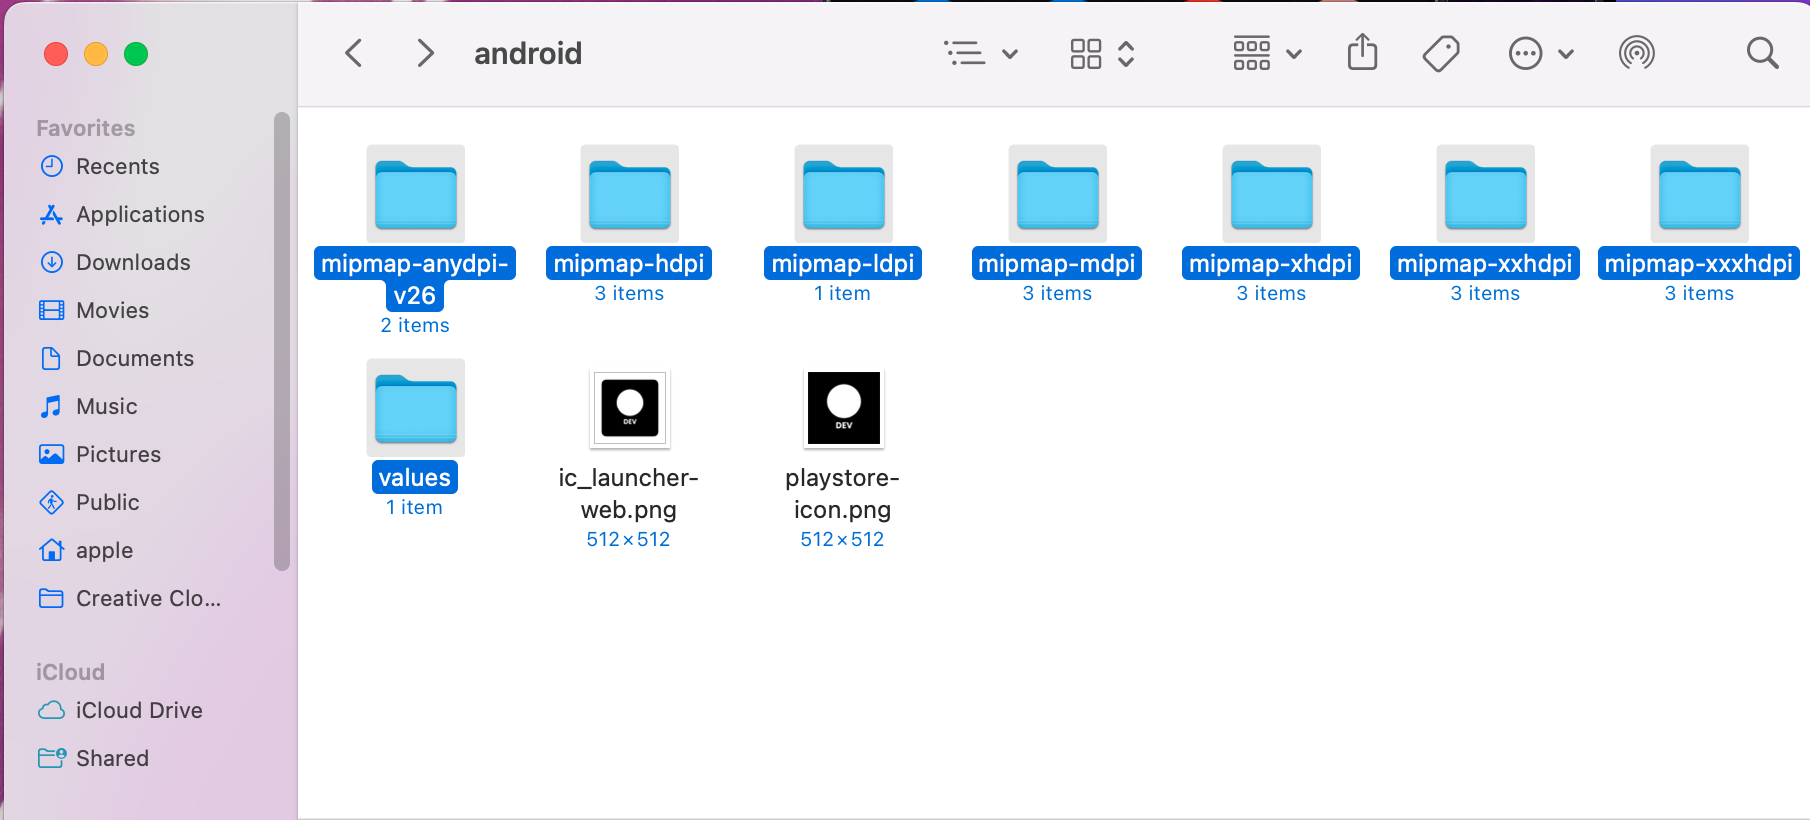 android
Favorites
Recents
Applications
Downloads
Movies
Documents
Music
Pictures
Public
apple
Creative Clo...
iCloud
iCloud Drive
Shared
mipmap-anydpi-
v26
2 items
mipmap-hdpi
3 items
mipmap-ldpi
1 item
mipmap-mdpi
3 items
mipmap-xhdpi
3 items
mipmap-xxhdpi
3 items
mipmap-xxxhdpi
3 items
values
1 item
DEV
ic_launcher-
web.png
512×512
DEV
playstore-
icon.png
512×512